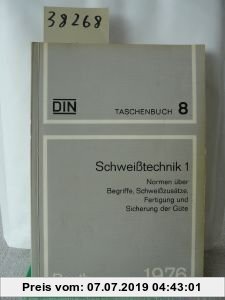 38268
DIN
TASCHENBUCH 8
Schweißtechnik 1
Normen über
Begriffe, Schweißzusätze,
Fertigung und
Sicherung der Güte
1976
Preis vom: 07.07.2019 04:43:01